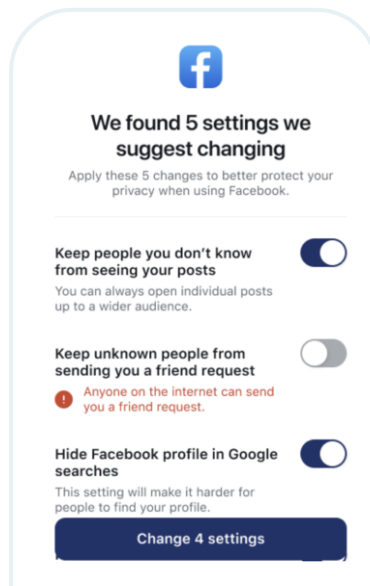 We found 5 settings we
suggest changing
Apply these 5 changes to better protect your
privacy when using Facebook.
Keep people you don't know
from seeing your posts
You can always open individual posts
up to a wider audience.
Keep unknown people from
sending you a friend request
Anyone on the internet can send
you a friend request.
Hide Facebook profile in Google
searches
This setting will make it harder for
people to find your profile.
Change 4 settings